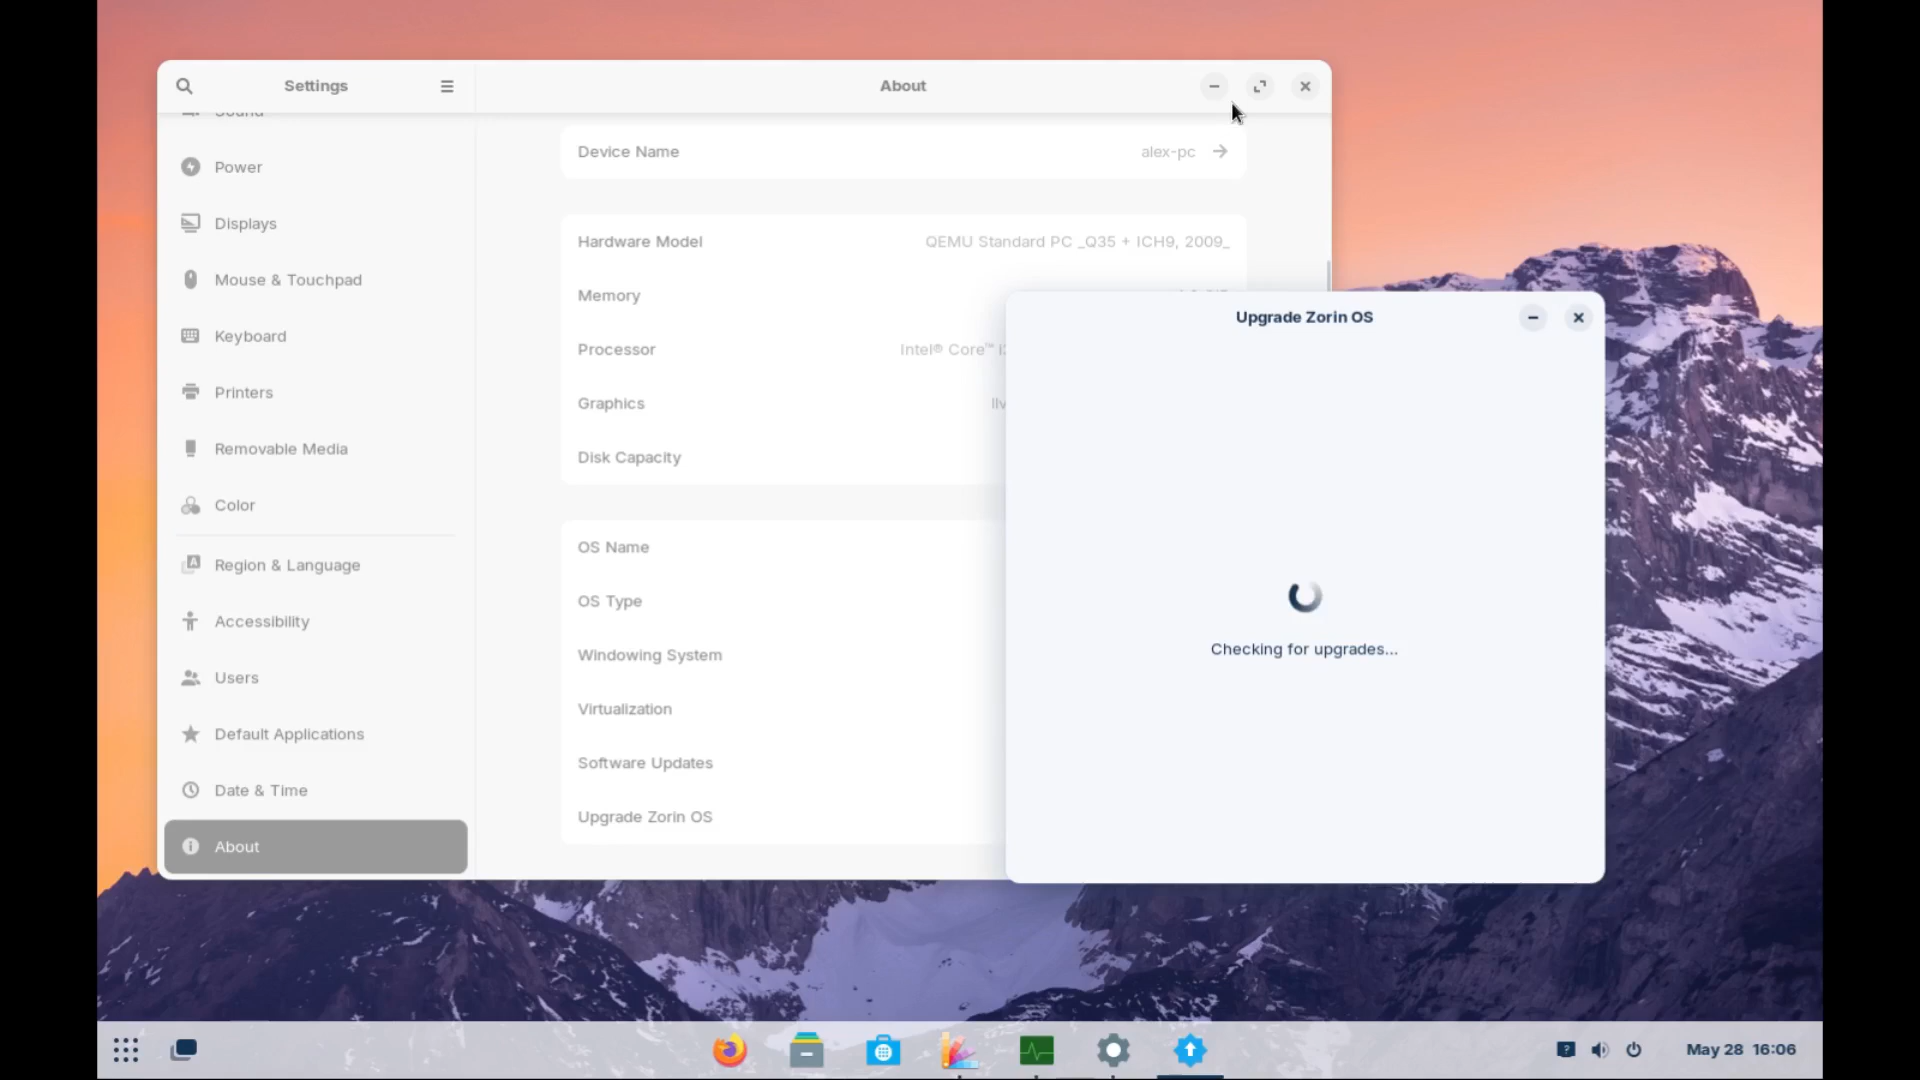 Settings
About
Sound
Power
Displays
Mouse & Touchpad
Keyboard
Printers
Removable Media
Color
Region & Language
Accessibility
Users
Default Applications
Date & Time
About
Device Name alex-pc
Hardware Model QEMU Standard PC _Q35 + ICH9, 2009_
Memory
Processor Intel® Core™
Graphics
Disk Capacity
OS Name
OS Type
Windowing System
Virtualization
Software Updates
Upgrade Zorin OS
Upgrade Zorin OS
Checking for upgrades...
May 28 16:06